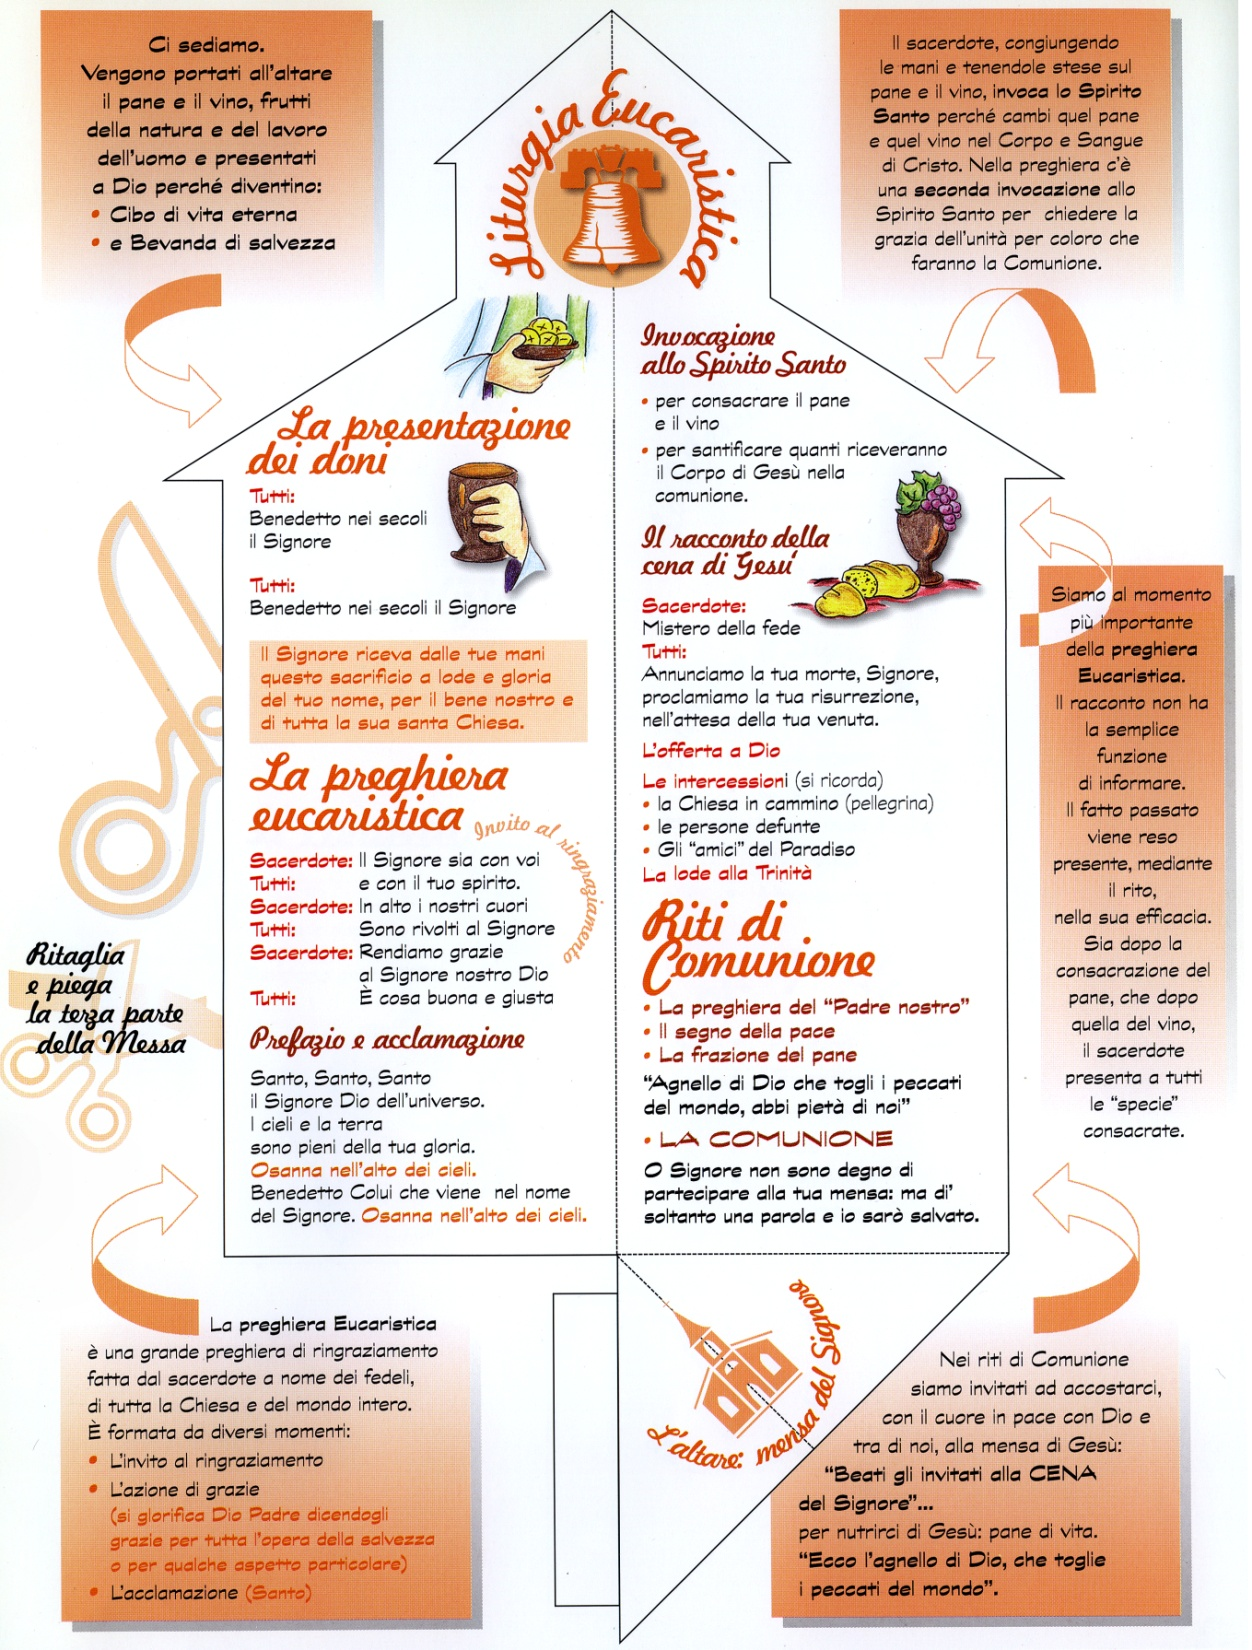 Ci sediamo.
Vengono portati all'altare
il pane e il vino, frutti
della natura e del lavoro
dell'uomo e presentati
a Dio perché diventino:
• Cibo di vita eterna
• e Bevanda di salvezza
Liturgia Eucaristica
Il sacerdote, congiungendo
le mani e tenendole stese sul
pane e il vino, invoca lo Spirito
Santo perché cambi quel pane
e quel vino nel Corpo e Sangue
di Cristo. Nella preghiera c'è
una seconda invocazione allo
Spirito Santo per chiedere la
grazia dell'unità per coloro che
faranno la Comunione.
La presentazione
dei doni
Tutti:
Benedetto nei secoli
il Signore
Tutti:
Benedetto nei secoli il Signore
Il Signore riceva dalle tue mani
questo sacrificio a lode e gloria
del tuo nome, per il bene nostro e
di tutta la sua santa Chiesa.
La preghiera
eucaristica
Invito al ringraziamento
Sacerdote: Il Signore sia con voi
Tutti: e con il tuo spirito.
Sacerdote: In alto i nostri cuori
Tutti: Sono rivolti al Signore
Sacerdote: Rendiamo grazie
al Signore nostro Dio
Tutti: È cosa buona e giusta
Prefazio e acclamazione
Santo, Santo, Santo
il Signore Dio dell'universo.
I cieli e la terra
sono pieni della tua gloria.
Osanna nell'alto dei cieli.
Benedetto Colui che viene nel nome
del Signore. Osanna nell'alto dei cieli.
Invocazione
allo Spirito Santo
• per consacrare il pane
e il vino
• per santificare quanti riceveranno
il Corpo di Gesù nella
comunione.
Il racconto della
cena di Gesù
Sacerdote:
Mistero della fede
Tutti:
Annunciamo la tua morte, Signore,
proclamiamo la tua risurrezione,
nell'attesa della tua venuta.
L'offerta a Dio
Le intercessioni (si ricorda)
• la Chiesa in cammino (pellegrina)
• le persone defunte
• Gli “amici” del Paradiso
La lode alla Trinità
Riti di
Comunione
• La preghiera del “Padre nostro”
• Il segno della pace
• La frazione del pane
“Agnello di Dio che togli i peccati
del mondo, abbi pietà di noi”
• LA COMUNIONE
O Signore non sono degno di
partecipare alla tua mensa: ma di'
soltanto una parola e io sarò salvato.
Siamo al momento
più importante
della preghiera
Eucaristica.
Il racconto non ha
la semplice
funzione
di informare.
Il fatto passato
viene reso
presente, mediante
il rito,
nella sua efficacia.
Sia dopo la
consacrazione del
pane, che dopo
quella del vino,
il sacerdote
presenta a tutti
le “specie”
consacrate.
Ritaglia
e piega
la terza parte
della Messa
La preghiera Eucaristica
è una grande preghiera di ringraziamento
fatta dal sacerdote a nome dei fedeli,
di tutta la Chiesa e del mondo intero.
È formata da diversi momenti:
• L'invito al ringraziamento
• L'azione di grazie
(si glorifica Dio Padre dicendogli
grazie per tutta l'opera della salvezza
o per qualche aspetto particolare)
• L'acclamazione (Santo)
L'altare: mensa del Signore
Nei riti di Comunione
siamo invitati ad accostarci,
con il cuore in pace con Dio e
tra di noi, alla mensa di Gesù:
“Beati gli invitati alla CENA
del Signore”...
per nutrirci di Gesù: pane di vita.
“Ecco l'agnello di Dio, che toglie
i peccati del mondo”.